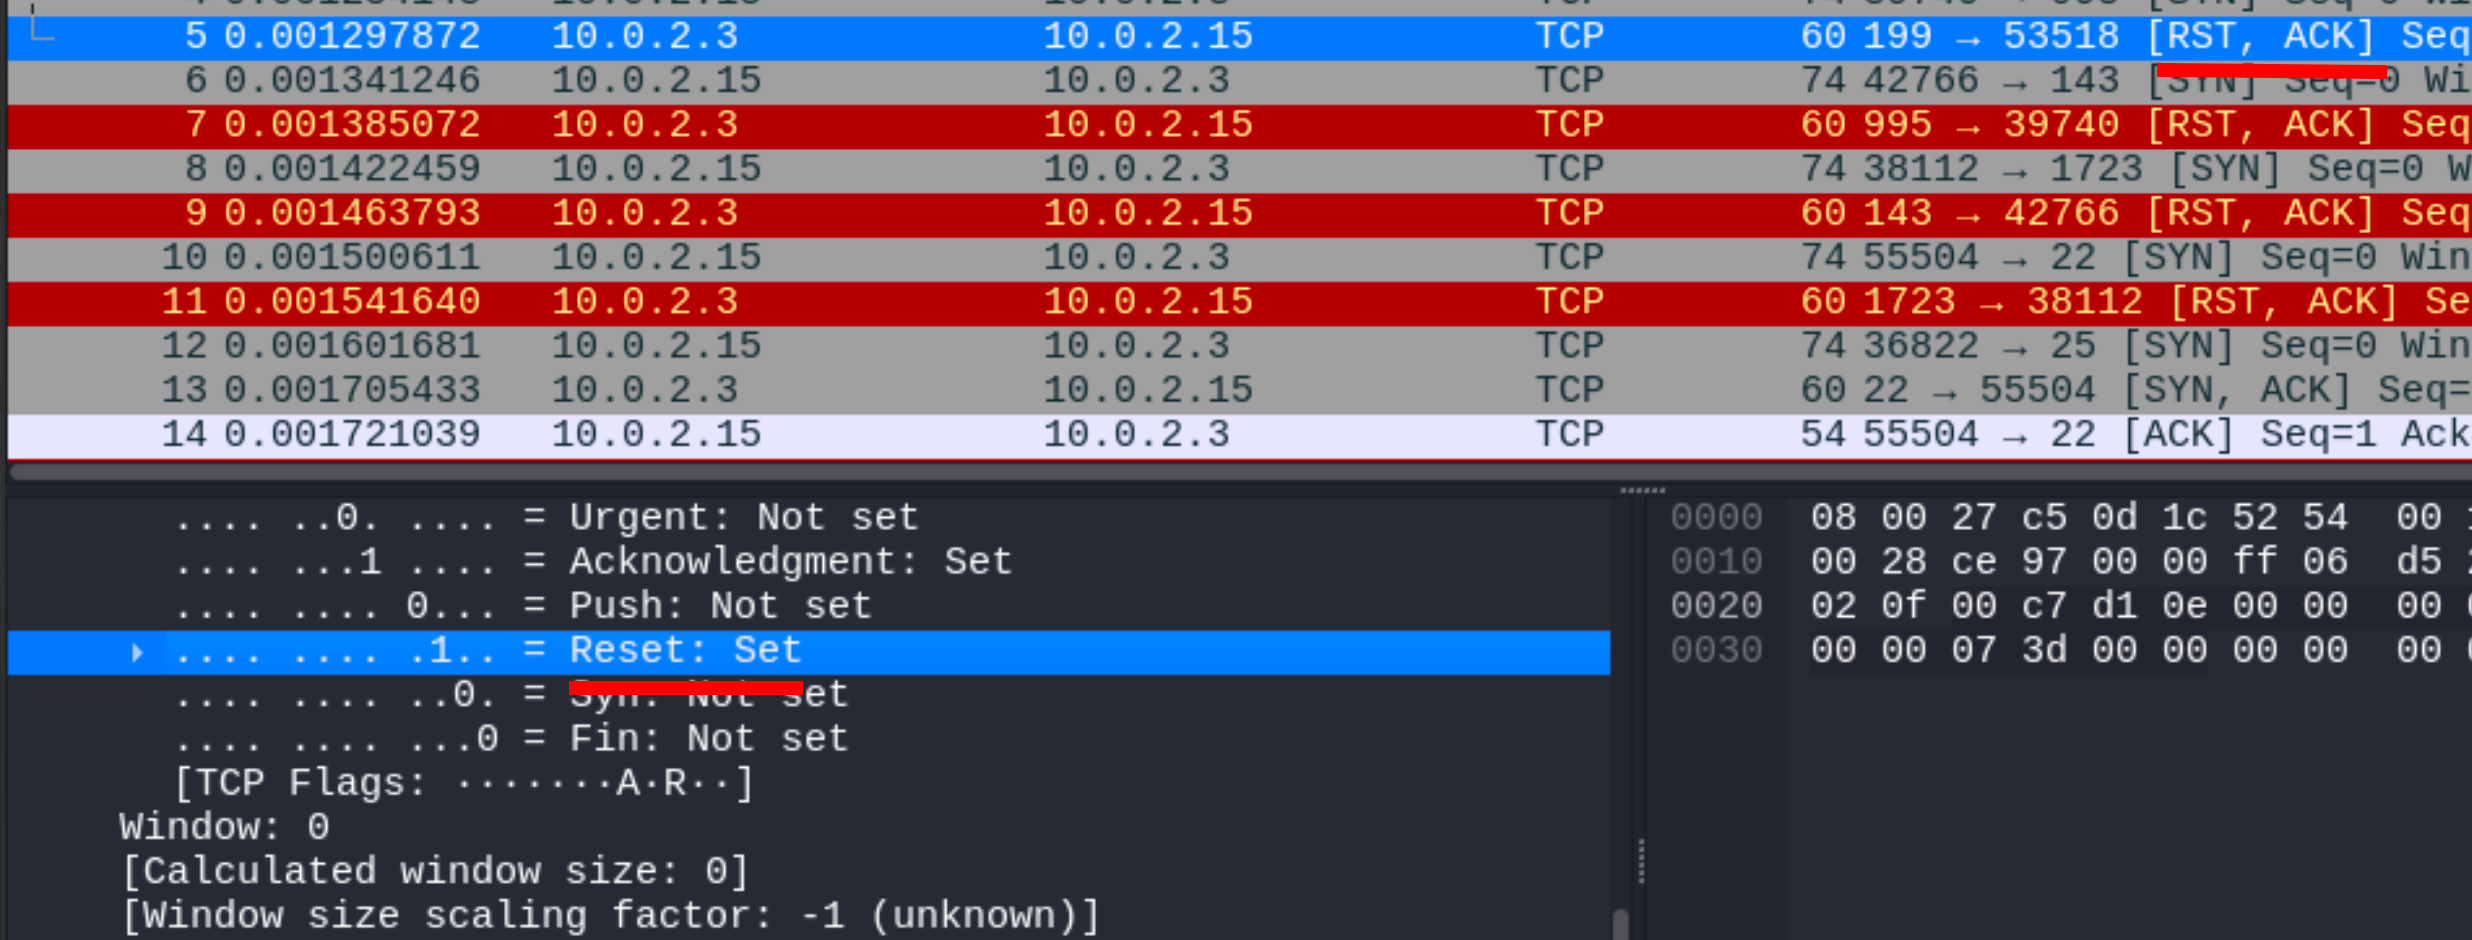 5 0.001297872 10.0.2.3 10.0.2.15 TCP 60 199 → 53518 [RST, ACK] Seq
6 0.001341246 10.0.2.15 10.0.2.3 TCP 74 42766 → 143 [SYN] Seq=0 Wi
7 0.001385072 10.0.2.3 10.0.2.15 TCP 60 995 → 39740 [RST, ACK] Seq
8 0.001422459 10.0.2.15 10.0.2.3 TCP 74 38112 → 1723 [SYN] Seq=0 W
9 0.001463793 10.0.2.3 10.0.2.15 TCP 60 143 → 42766 [RST, ACK] Seq
10 0.001500611 10.0.2.15 10.0.2.3 TCP 74 55504 → 22 [SYN] Seq=0 Win
11 0.001541640 10.0.2.3 10.0.2.15 TCP 60 1723 → 38112 [RST, ACK] Se
12 0.001601681 10.0.2.15 10.0.2.3 TCP 74 36822 → 25 [SYN] Seq=0 Win
13 0.001705433 10.0.2.3 10.0.2.15 TCP 60 22 → 55504 [SYN, ACK] Seq=
14 0.001721039 10.0.2.15 10.0.2.3 TCP 54 55504 → 22 [ACK] Seq=1 Ack
.... ..0. .... = Urgent: Not set
.... ...1 .... = Acknowledgment: Set
.... .... 0... = Push: Not set
.... .... .1.. = Reset: Set
.... .... ..0. = Syn: Not set
.... .... ...0 = Fin: Not set
[TCP Flags: ·······A·R··]
Window: 0
[Calculated window size: 0]
[Window size scaling factor: -1 (unknown)]
0000 08 00 27 c5 0d 1c 52 54 00
0010 00 28 ce 97 00 00 ff 06 d5
0020 02 0f 00 c7 d1 0e 00 00 00
0030 00 00 07 3d 00 00 00 00 00